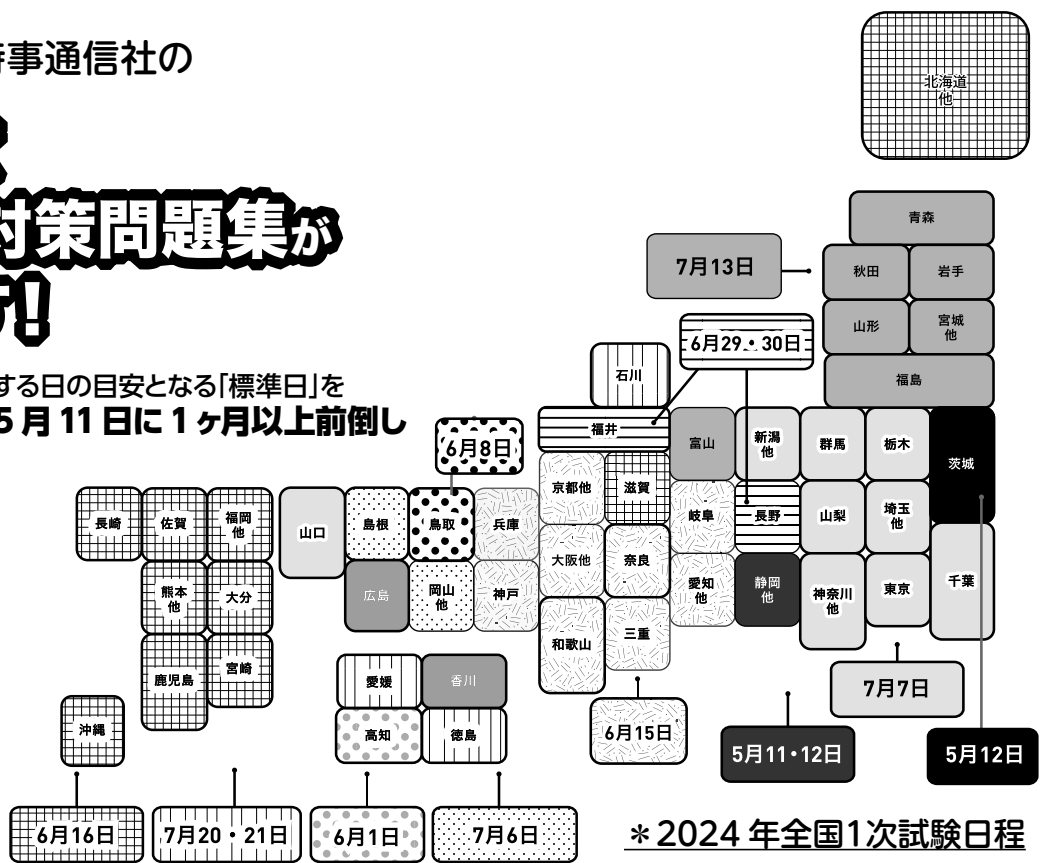 時事通信社の
対策問題集が
す!
する日の目安となる「標準日」を
5月11日に1ヶ月以上前倒し
北海道
他
青森
7月13日
秋田
岩手
山形
宮城
他
福島
6月29・30日
石川
福井
6月8日
富山
新潟
他
群馬
栃木
茨城
京都他
滋賀
長崎
佐賀
福岡
他
山口
島根
鳥取
兵庫
岐阜
長野
山梨
埼玉
他
大阪他
奈良
熊本
他
大分
広島
岡山
他
神戸
愛知
他
静岡
他
神奈川
他
東京
千葉
和歌山
三重
鹿児島
宮崎
愛媛
香川
7月7日
沖縄
高知
徳島
6月15日
5月11・12日
5月12日
6月16日
7月20・21日
6月1日
7月6日
＊2024年全国1次試験日程